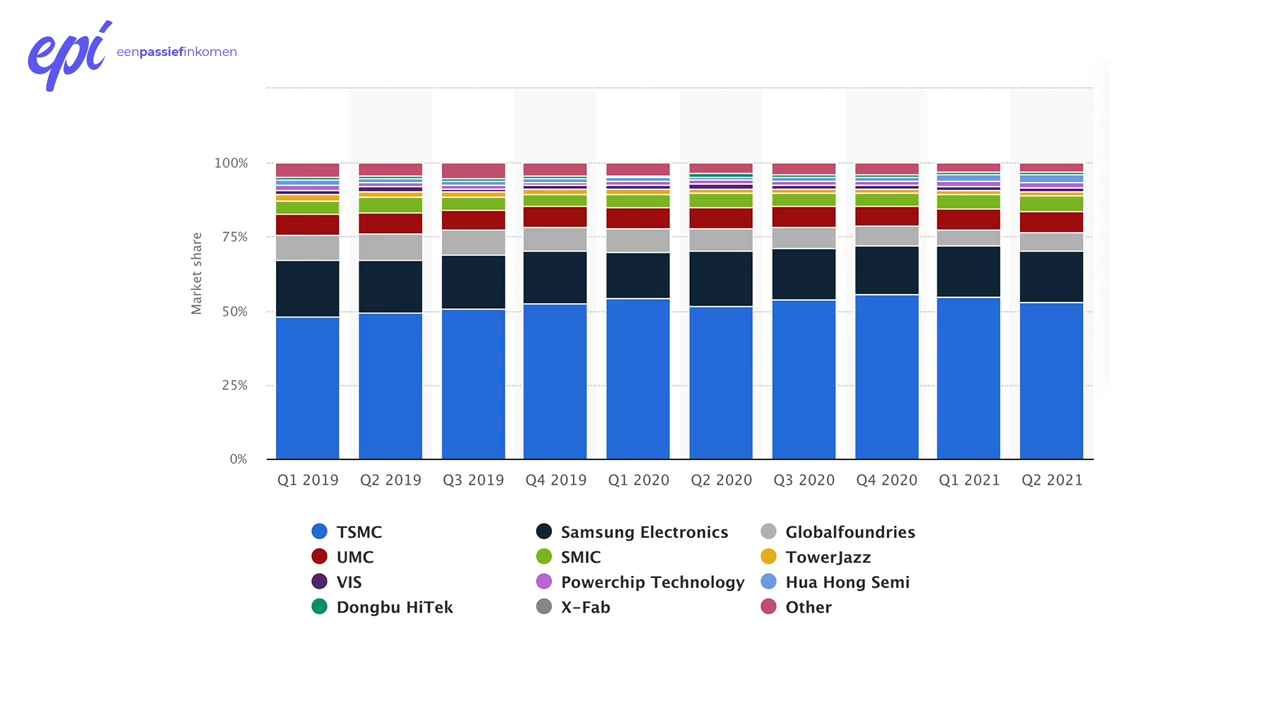 epi eenpassiefinkomen
100%
75%
50%
25%
0%
Market share
Q1 2019 Q2 2019 Q3 2019 Q4 2019 Q1 2020 Q2 2020 Q3 2020 Q4 2020 Q1 2021 Q2 2021
TSMC Samsung Electronics Globalfoundries
UMC SMIC TowerJazz
VIS Powerchip Technology Hua Hong Semi
Dongbu HiTek X-Fab Other